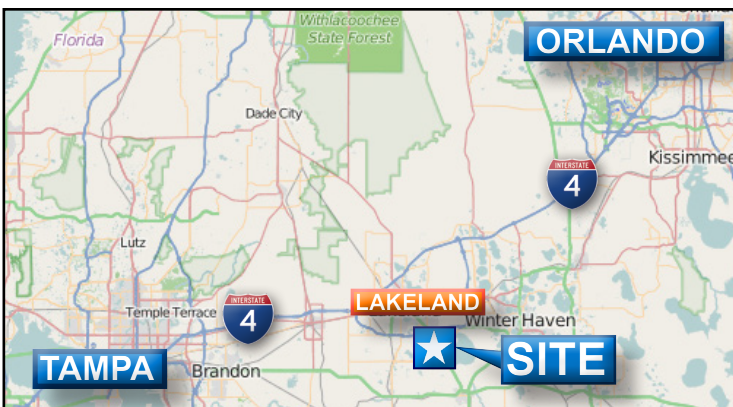 Withlacoochee
State Forest
Florida
ORLANDO
Dade City
Kissimmee
INTERSTATE
4
Lutz
LAKELAND
INTERSTATE
4
Temple Terrace
Winter Haven
SITE
TAMPA
Brandon